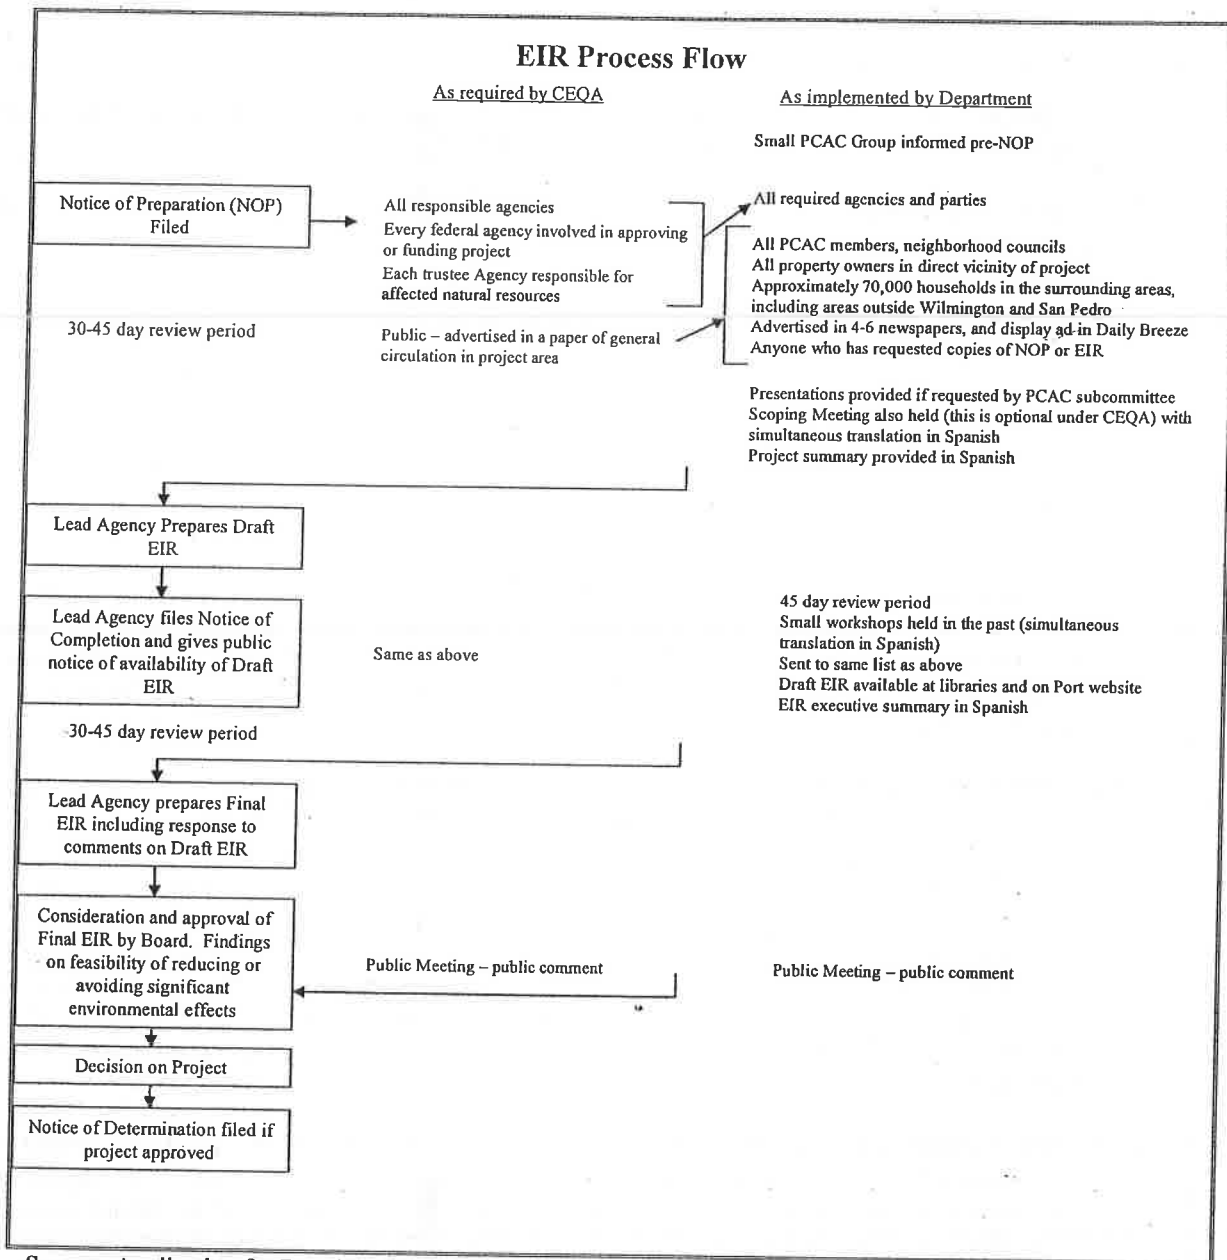 EIR Process Flow
As required by CEQA
As implemented by Department
Small PCAC Group informed pre-NOP
Notice of Preparation (NOP)
Filed
All responsible agencies
Every federal agency involved in approving
or funding project
Each trustee Agency responsible for
affected natural resources
All required agencies and parties
All PCAC members, neighborhood councils
All property owners in direct vicinity of project
Approximately 70,000 households in the surrounding areas,
including areas outside Wilmington and San Pedro
Advertised in 4-6 newspapers, and display ad in Daily Breeze
Anyone who has requested copies of NOP or EIR
30-45 day review period
Public – advertised in a paper of general
circulation in project area
Presentations provided if requested by PCAC subcommittee
Scoping Meeting also held (this is optional under CEQA) with
simultaneous translation in Spanish
Project summary provided in Spanish
Lead Agency Prepares Draft
EIR
Lead Agency files Notice of
Completion and gives public
notice of availability of Draft
EIR
Same as above
45 day review period
Small workshops held in the past (simultaneous
translation in Spanish)
Sent to same list as above
Draft EIR available at libraries and on Port website
EIR executive summary in Spanish
30-45 day review period
Lead Agency prepares Final
EIR including response to
comments on Draft EIR
Consideration and approval of
Final EIR by Board. Findings
on feasibility of reducing or
avoiding significant
environmental effects
Public Meeting – public comment
Public Meeting – public comment
Decision on Project
Notice of Determination filed if
project approved